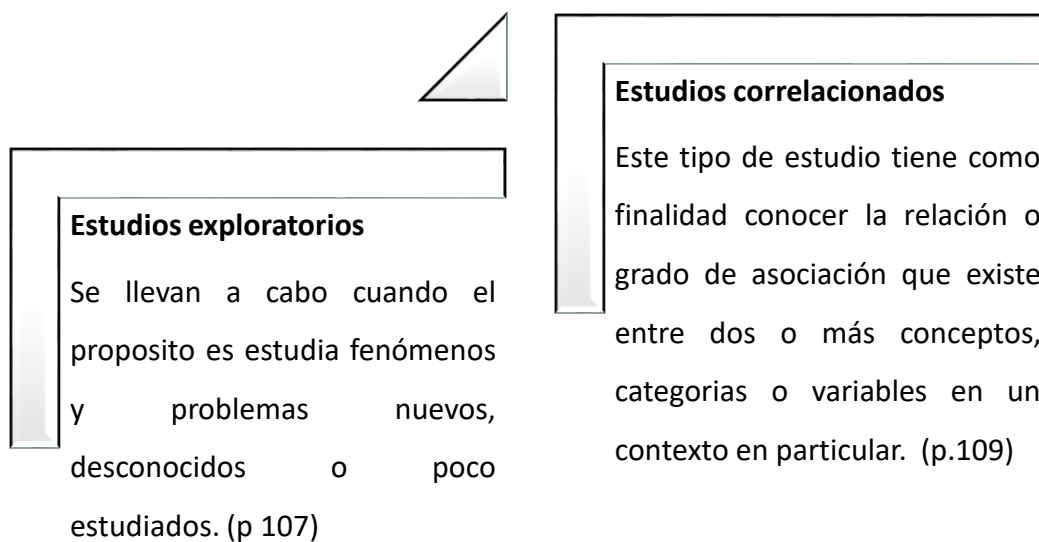 Estudios exploratorios
Se llevan a cabo cuando el
proposito es estudia fenómenos
y problemas nuevos,
desconocidos o poco
estudiados. (p 107)
Estudios correlacionados
Este tipo de estudio tiene como
finalidad conocer la relación o
grado de asociación que existe
entre dos o más conceptos,
categorias o variables en un
contexto en particular. (p.109)